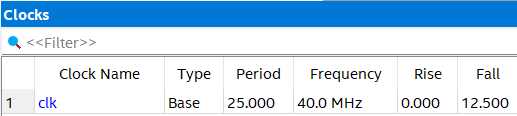 Clocks
<<Filter>>
Clock Name Type Period Frequency Rise Fall
1 clk Base 25.000 40.0 MHz 0.000 12.500